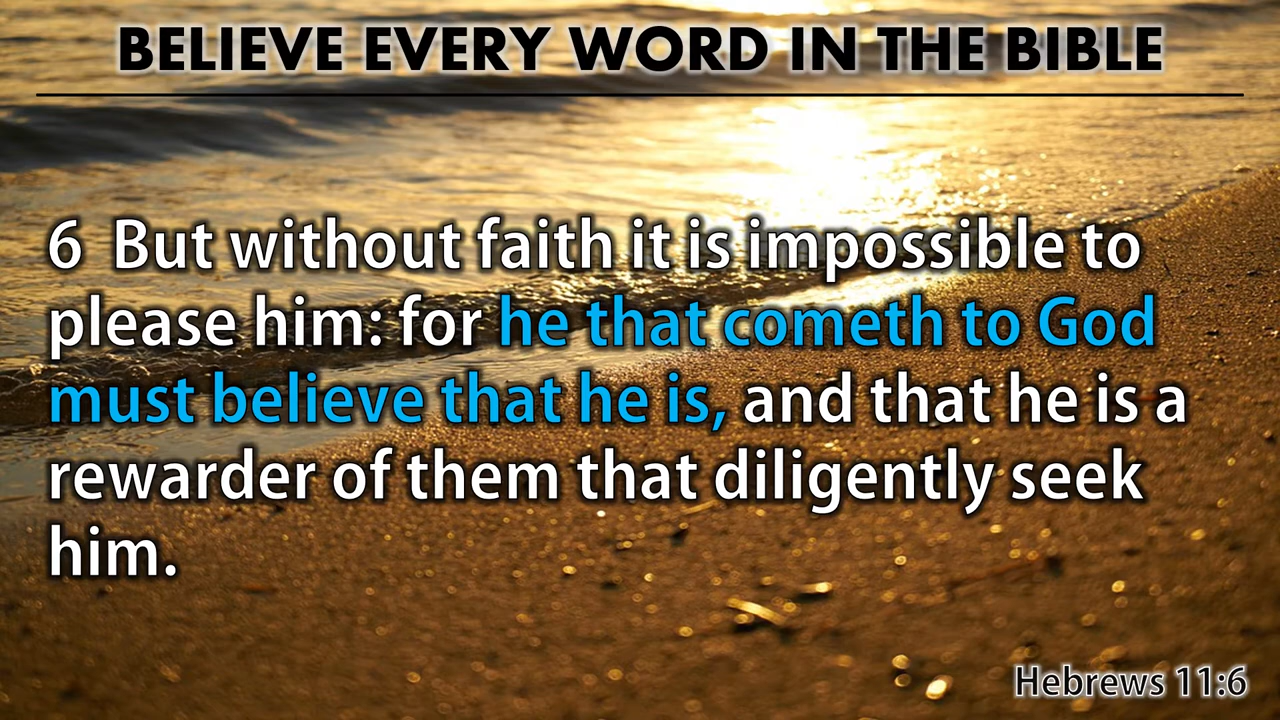 BELIEVE EVERY WORD IN THE BIBLE
6 But without faith it is impossible to
please him: for he that cometh to God
must believe that he is, and that he is a
rewarder of them that diligently seek
him.
Hebrews 11:6